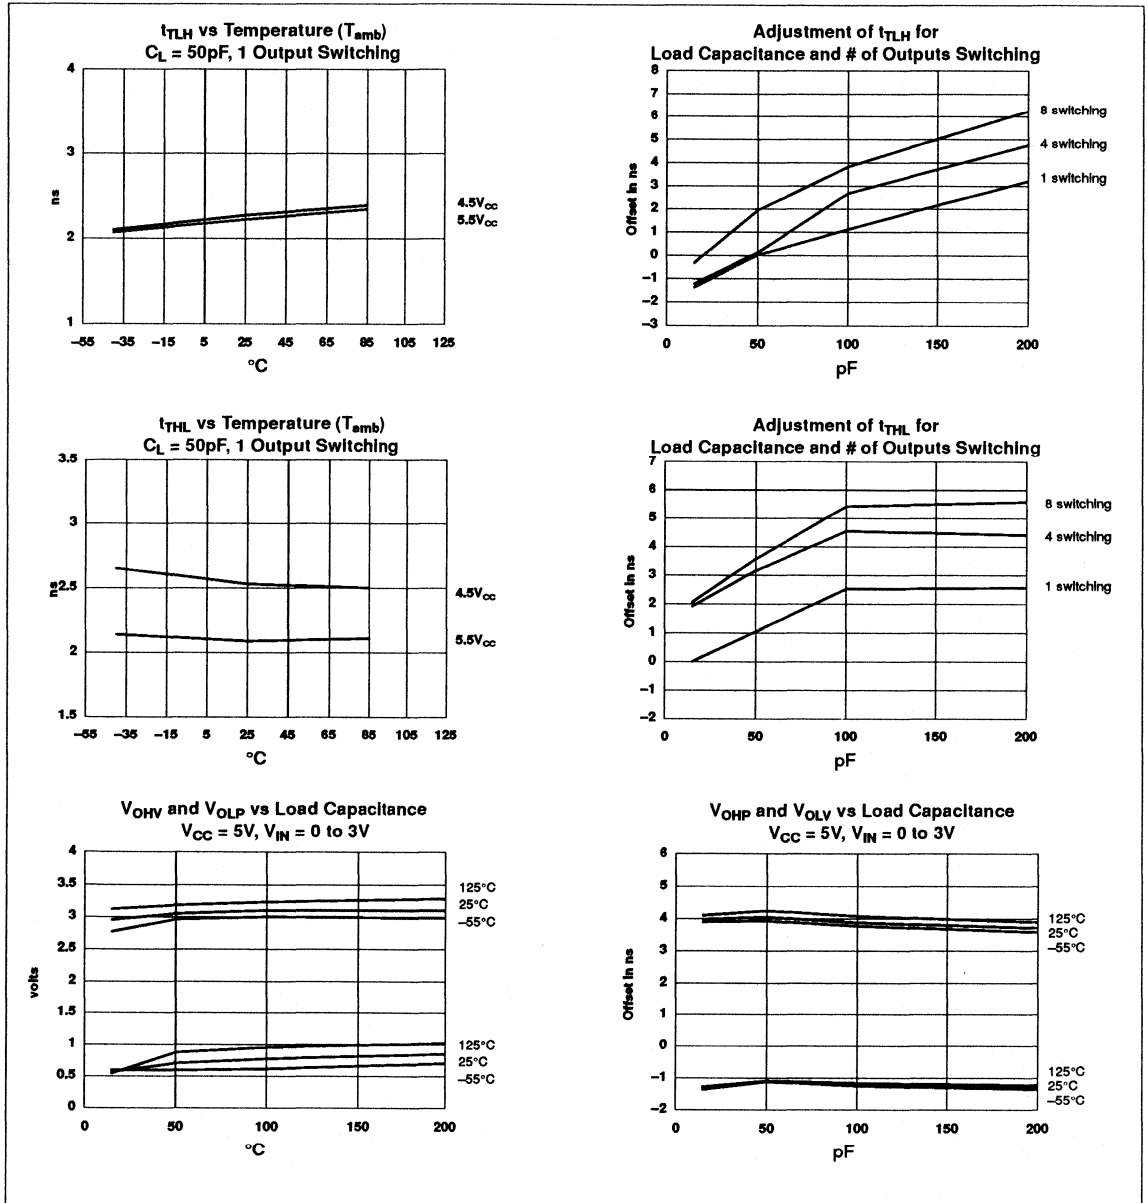 tTLH vs Temperature (Tamb)
CL = 50pF, 1 Output Switching
4
3
2
1
ns
4.5VCC
5.5VCC
–55 –35 –15 5 25 45 65 85 105 125
°C
Adjustment of tTLH for
Load Capacitance and # of Outputs Switching
8
7
6
5
4
3
2
1
0
–1
–2
–3
Offset in ns
8 switching
4 switching
1 switching
0 50 100 150 200
pF
tTHL vs Temperature (Tamb)
CL = 50pF, 1 Output Switching
3.5
3
2.5
2
1.5
ns
4.5VCC
5.5VCC
–55 –35 –15 5 25 45 65 85 105 125
°C
Adjustment of tTHL for
Load Capacitance and # of Outputs Switching
7
6
5
4
3
2
1
0
–1
–2
Offset in ns
8 switching
4 switching
1 switching
0 50 100 150 200
pF
VOHV and VOLP vs Load Capacitance
VCC = 5V, VIN = 0 to 3V
4
3.5
3
2.5
2
1.5
1
0.5
0
volts
125°C
25°C
–55°C
125°C
25°C
–55°C
0 50 100 150 200
°C
VOHP and VOLV vs Load Capacitance
VCC = 5V, VIN = 0 to 3V
6
5
4
3
2
1
0
–1
–2
Offset in ns
125°C
25°C
–55°C
125°C
25°C
–55°C
0 50 100 150 200
pF